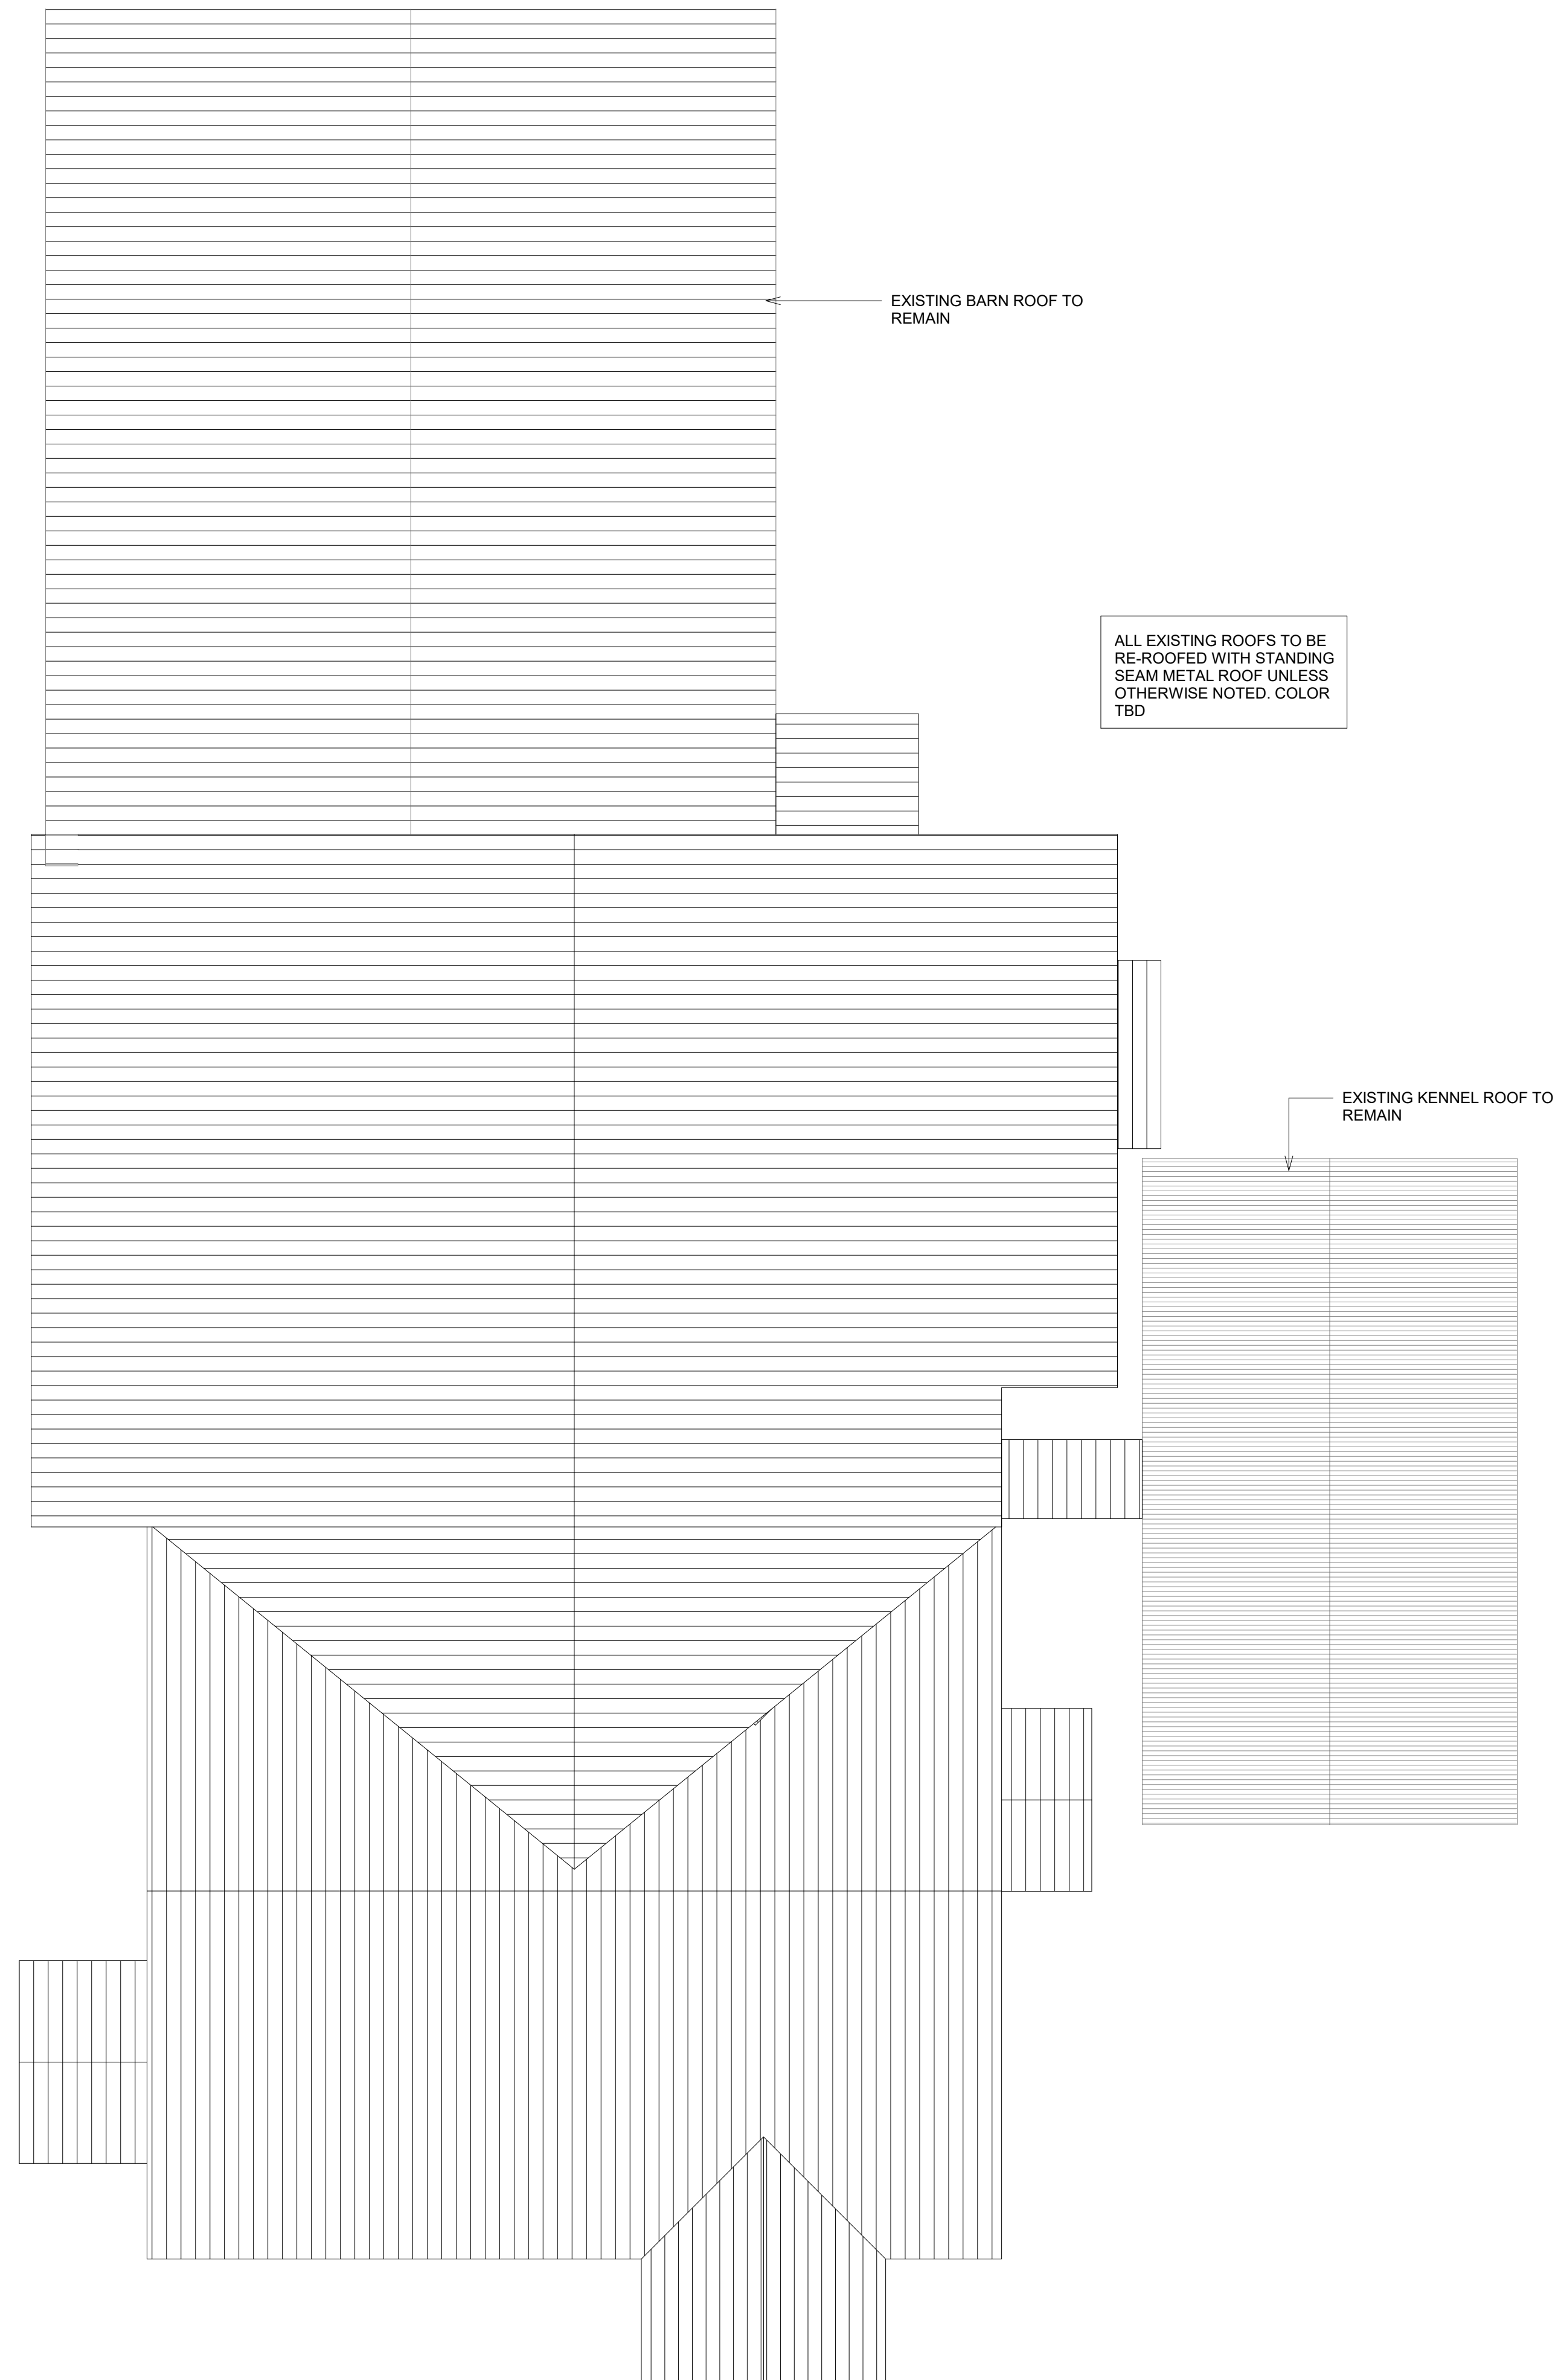 EXISTING BARN ROOF TO
REMAIN
ALL EXISTING ROOFS TO BE
RE-ROOFED WITH STANDING
SEAM METAL ROOF UNLESS
OTHERWISE NOTED. COLOR
TBD
EXISTING KENNEL ROOF TO
REMAIN